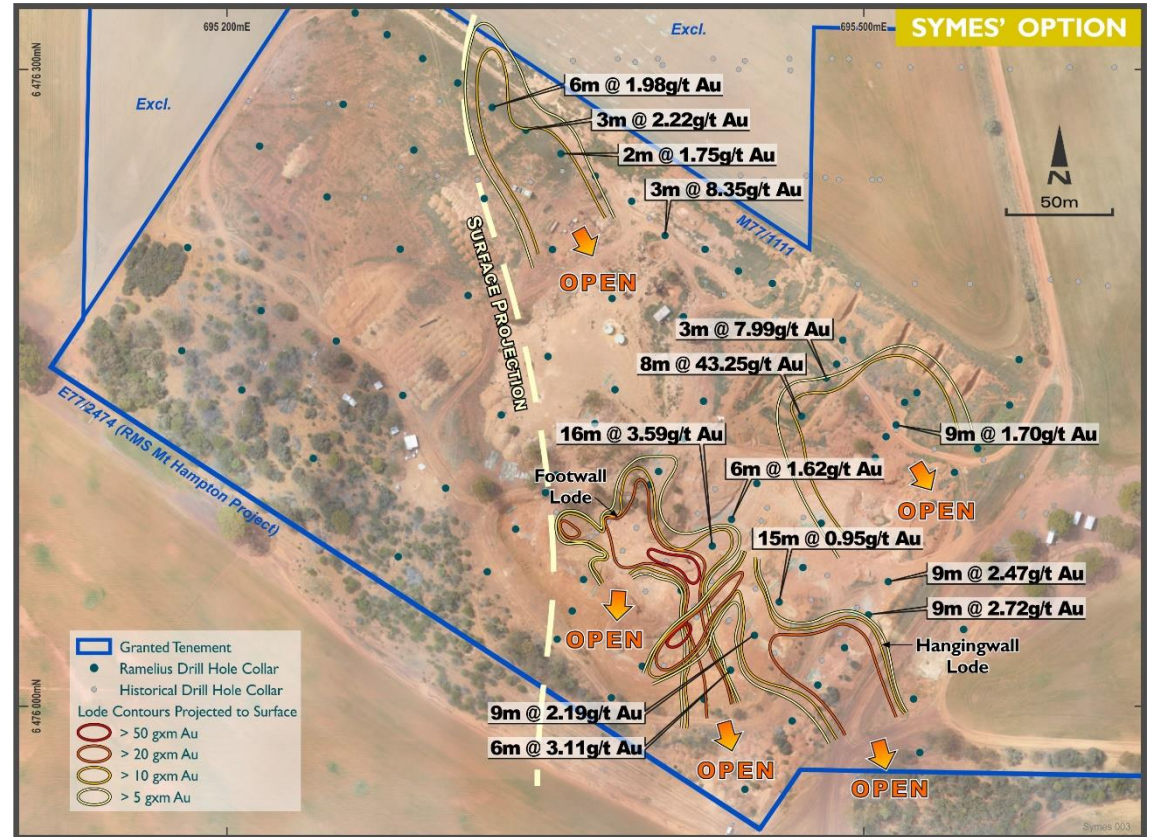 SYMES' OPTION
695 200mE
695 500mE
6 476 300mN
6 476 000mN
Excl.
Excl.
6m @ 1.98g/t Au
3m @ 2.22g/t Au
2m @ 1.75g/t Au
3m @ 8.35g/t Au
N
50m
M77/1111
SURFACE PROJECTION
OPEN
3m @ 7.99g/t Au
8m @ 43.25g/t Au
16m @ 3.59g/t Au
9m @ 1.70g/t Au
6m @ 1.62g/t Au
Footwall
Lode
OPEN
15m @ 0.95g/t Au
9m @ 2.47g/t Au
9m @ 2.72g/t Au
E77/2474 (RMS Mt Hampton Project)
OPEN
Hangingwall
Lode
9m @ 2.19g/t Au
6m @ 3.11g/t Au
OPEN
OPEN
Granted Tenement
Ramelius Drill Hole Collar
Historical Drill Hole Collar
Lode Contours Projected to Surface
> 50 gxm Au
> 20 gxm Au
> 10 gxm Au
> 5 gxm Au
Symes 003